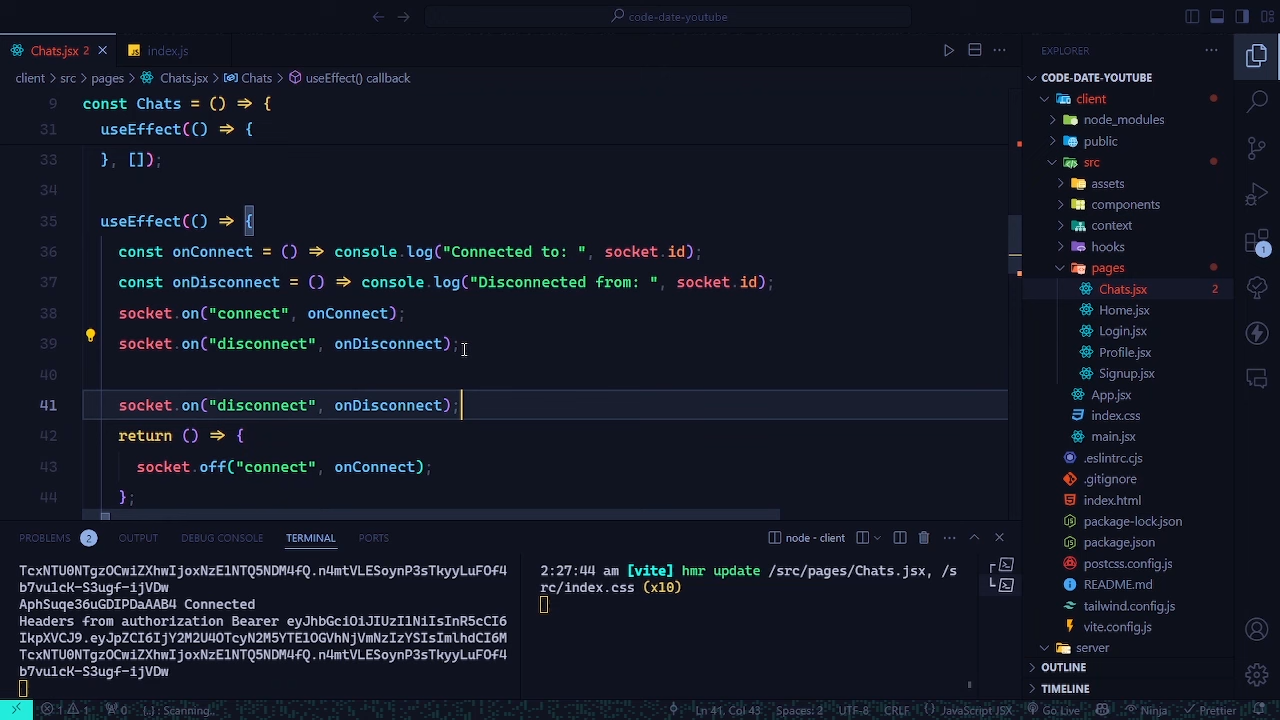 code-date-youtube
Chats.jsx 2
index.js
client > src > pages > Chats.jsx > Chats > useEffect() callback
9 const Chats = () => {
31 useEffect(() => {
33 }, []);
34
35 useEffect(() => {
36 const onConnect = () => console.log("Connected to: ", socket.id);
37 const onDisconnect = () => console.log("Disconnected from: ", socket.id);
38 socket.on("connect", onConnect);
39 socket.on("disconnect", onDisconnect);
40
41 socket.on("disconnect", onDisconnect);
42 return () => {
43 socket.off("connect", onConnect);
44 };
PROBLEMS 2 OUTPUT DEBUG CONSOLE TERMINAL PORTS
node - client
TcxNTU0NTgzOCwiZXhwIjoxNzE1NTQ5NDM4fQ.n4mtVLESoynP3sTkyyLuFOf4
b7vulcK-S3ugf-ijVDw
AphSuqe36uGDIPDaAAB4 Connected
Headers from authorization Bearer eyJhbGciOiJIUzI1NiIsInR5cCI6
IkpXVCJ9.eyJpZCI6IjY2M2U4OTcyN2M5YTE1OGVhNjVmNzIzYSIsImlhdCI6M
TcxNTU0NTgzOCwiZXhwIjoxNzE1NTQ5NDM4fQ.n4mtVLESoynP3sTkyyLuFOf4
b7vulcK-S3ugf-ijVDw
2:27:44 am [vite] hmr update /src/pages/Chats.jsx, /s
rc/index.css (x10)
EXPLORER
CODE-DATE-YOUTUBE
client
node_modules
public
src
assets
components
context
hooks
pages
Chats.jsx 2
Home.jsx
Login.jsx
Profile.jsx
Signup.jsx
App.jsx
index.css
main.jsx
.eslintrc.cjs
.gitignore
index.html
package-lock.json
package.json
postcss.config.js
README.md
tailwind.config.js
vite.config.js
server
OUTLINE
TIMELINE
1
1 1 0 {..} : Scanning.. Ln 41, Col 43 Spaces: 2 UTF-8 CRLF {} JavaScript JSX Go Live Ninja Prettier